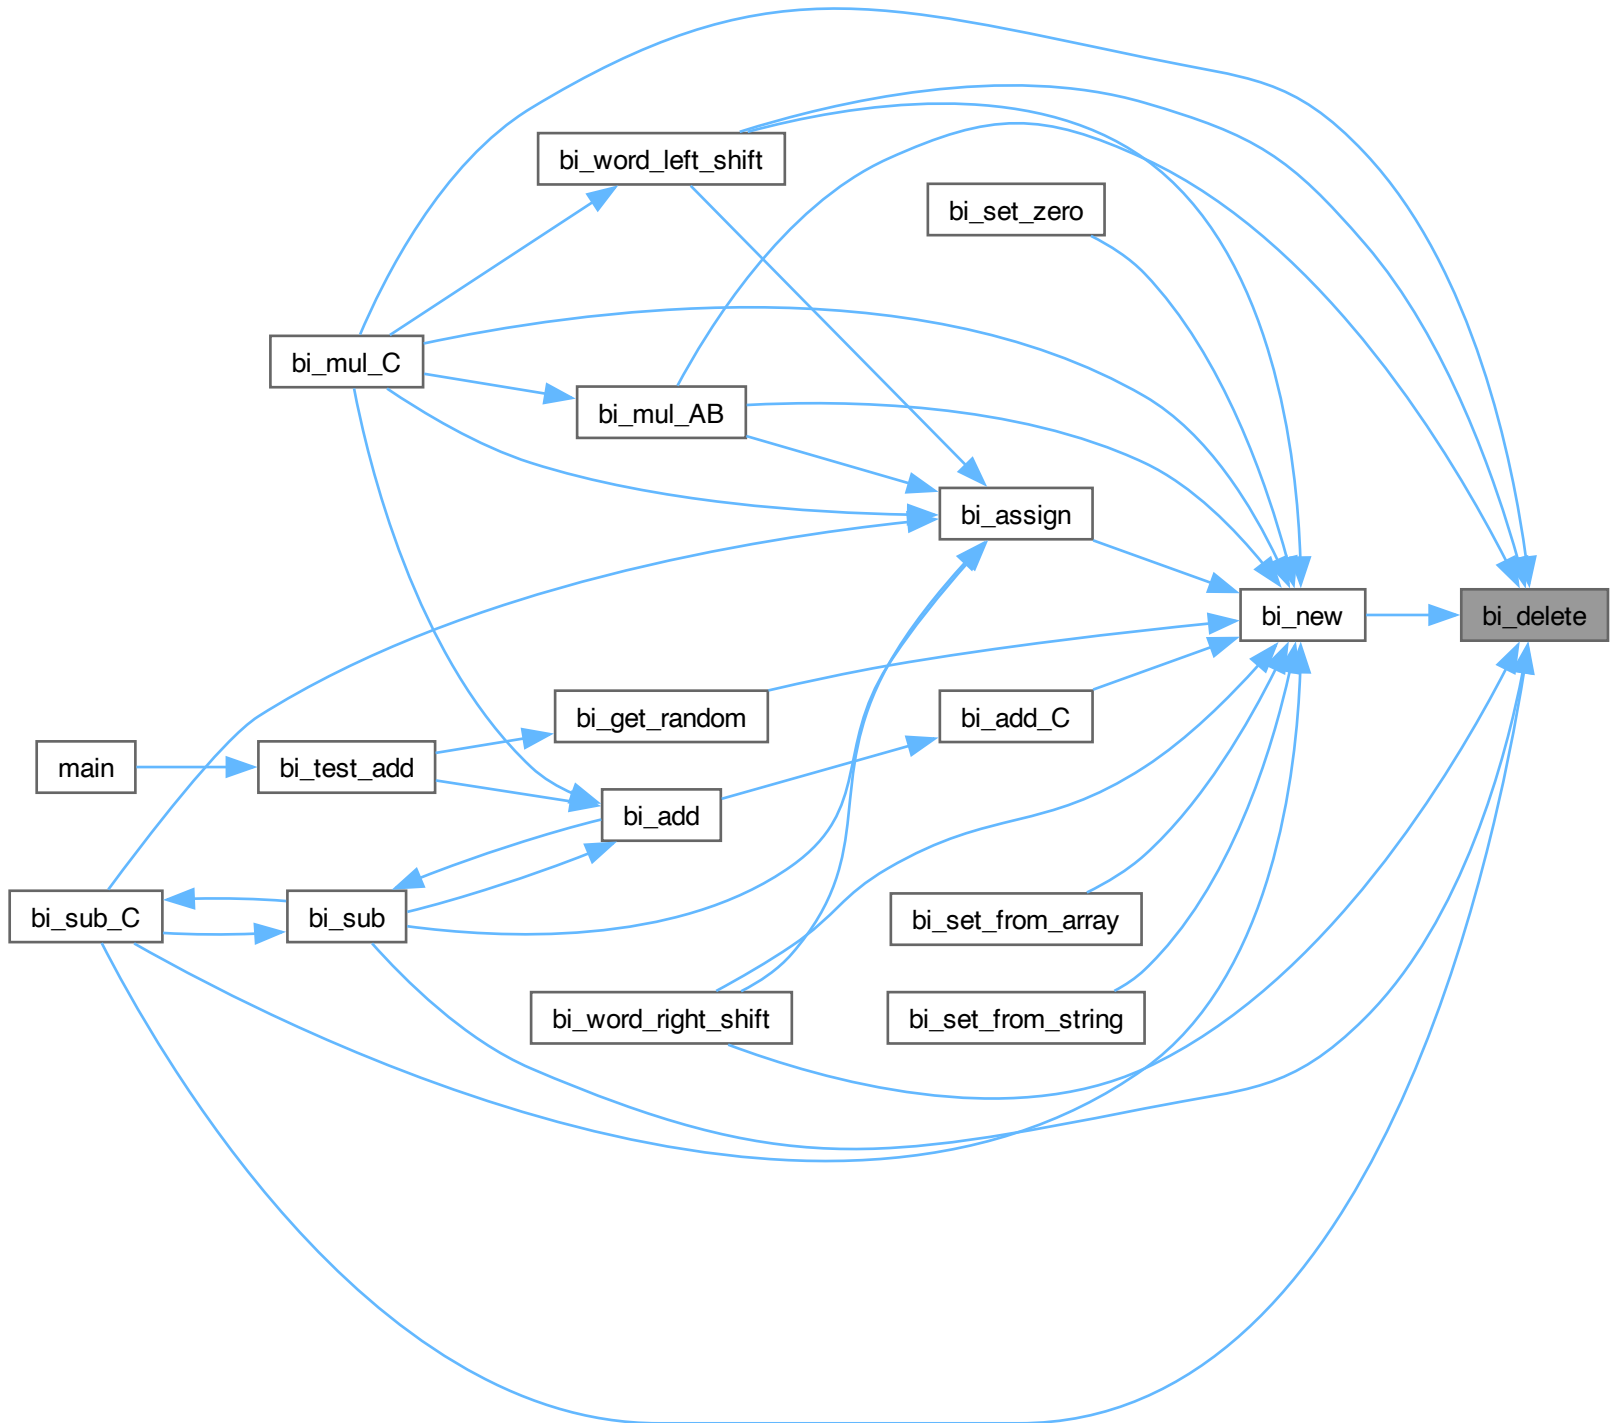 bi_word_left_shift
bi_set_zero
bi_mul_C
bi_mul_AB
bi_assign
bi_new
bi_delete
bi_get_random
bi_add_C
main
bi_test_add
bi_add
bi_sub_C
bi_sub
bi_set_from_array
bi_word_right_shift
bi_set_from_string